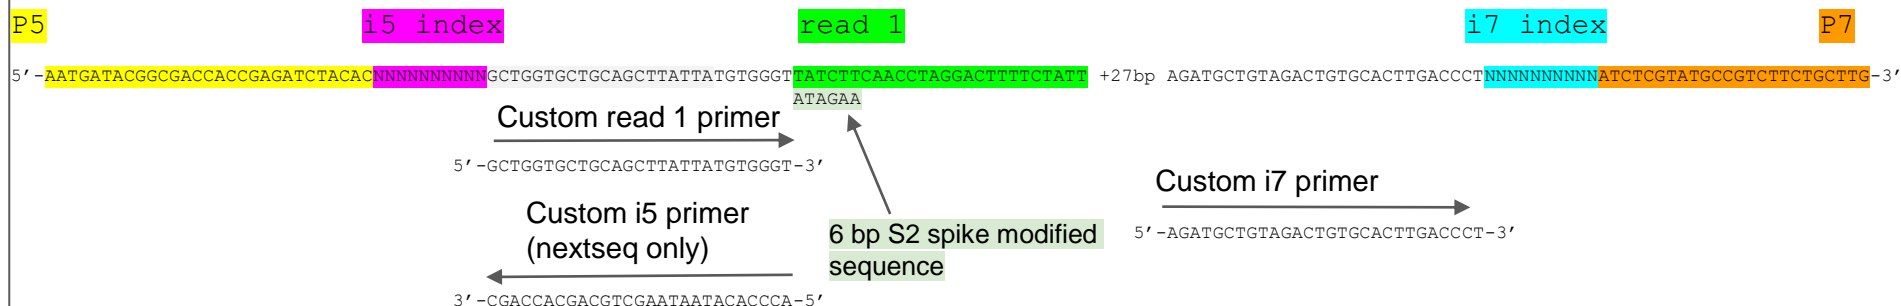 P5 i5 index read 1 i7 index P7
5’-AATGATACGGCGACCACCGAGATCTACACNNNNNNNNNNGCTGGTGCTGCAGCTTATTATGTGGGTTATCTTCAACCTAGGACTTTTCTATT +27bp AGATGCTGTAGACTGTGCACTTGACCCTNNNNNNNNNNATCTCGTATGCCGTCTTCTGCTTG-3’
ATAGAA
Custom read 1 primer
5’-GCTGGTGCTGCAGCTTATTATGTGGGT-3’
Custom i5 primer
(nextseq only)
3’-CGACCACGACGTCGAATAATACACCCA-5’
6 bp S2 spike modified
sequence
Custom i7 primer
5’-AGATGCTGTAGACTGTGCACTTGACCCT-3’